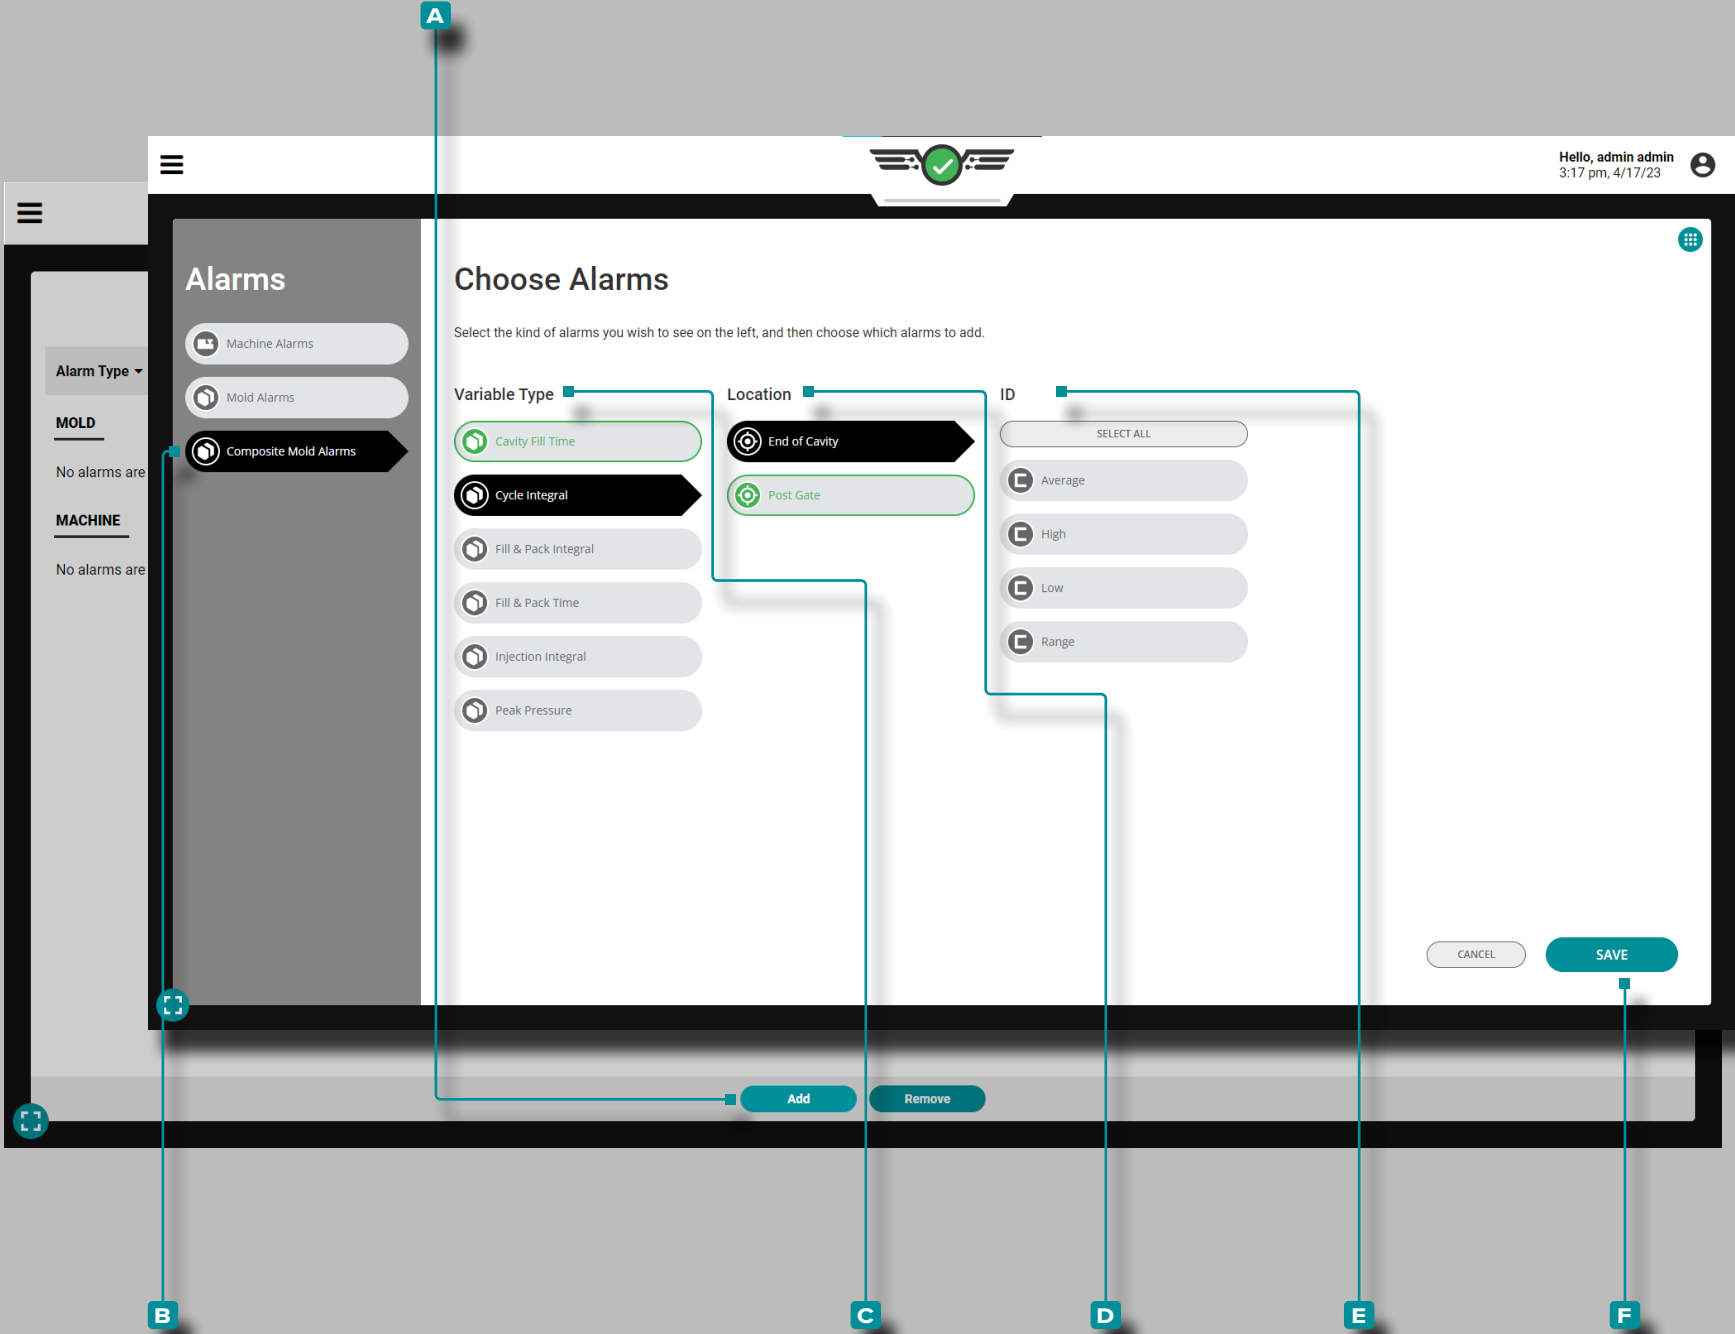 A
Hello, admin admin
3:17 pm, 4/17/23
Alarms
Machine Alarms
Mold Alarms
Composite Mold Alarms
Choose Alarms
Select the kind of alarms you wish to see on the left, and then choose which alarms to add.
Variable Type
Cavity Fill Time
Cycle Integral
Fill & Pack Integral
Fill & Pack Time
Injection Integral
Peak Pressure
Location
End of Cavity
Post Gate
ID
SELECT ALL
Average
High
Low
Range
CANCEL
SAVE
Alarm Type
MOLD
No alarms are
MACHINE
No alarms are
Add
Remove
B
C
D
E
F